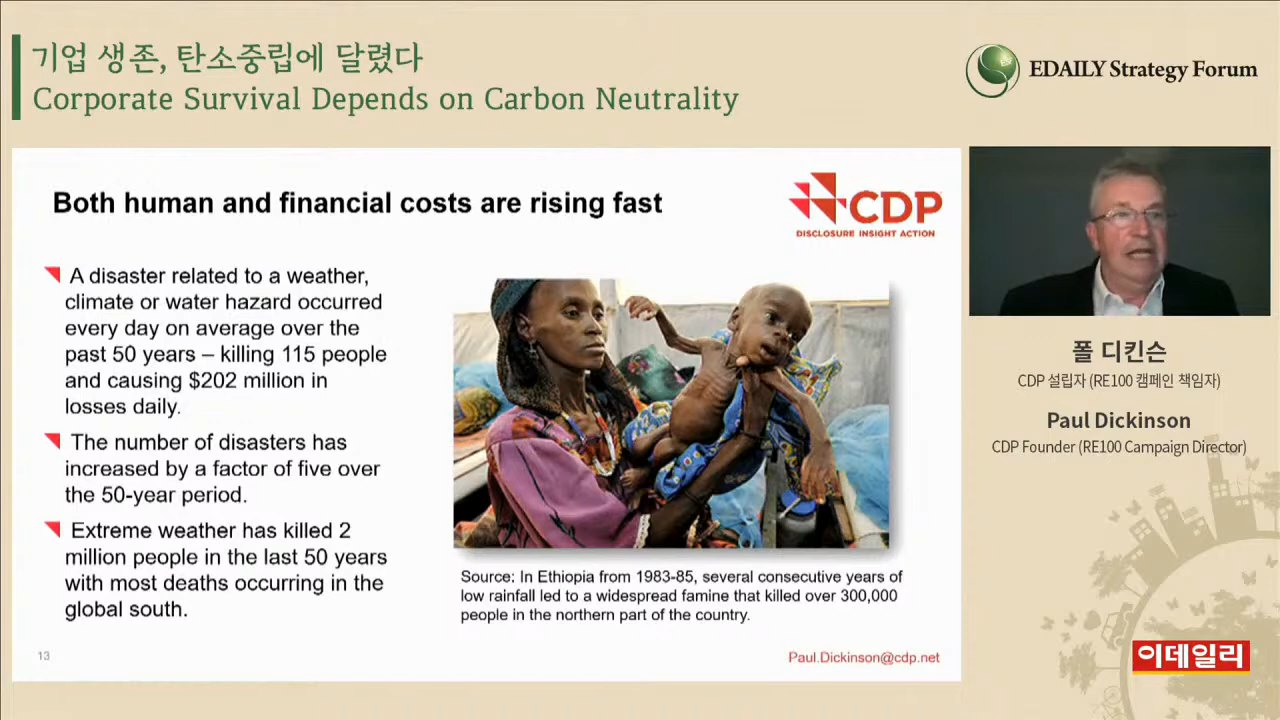 기업 생존, 탄소중립에 달렸다
Corporate Survival Depends on Carbon Neutrality
EDAILY Strategy Forum
Both human and financial costs are rising fast
CDP
DISCLOSURE INSIGHT ACTION
A disaster related to a weather,
climate or water hazard occurred
every day on average over the
past 50 years – killing 115 people
and causing $202 million in
losses daily.
The number of disasters has
increased by a factor of five over
the 50-year period.
Extreme weather has killed 2
million people in the last 50 years
with most deaths occurring in the
global south.
Source: In Ethiopia from 1983-85, several consecutive years of
low rainfall led to a widespread famine that killed over 300,000
people in the northern part of the country.
13
Paul.Dickinson@cdp.net
폴 디킨슨
CDP 설립자 (RE100 캠페인 책임자)
Paul Dickinson
CDP Founder (RE100 Campaign Director)
이데일리